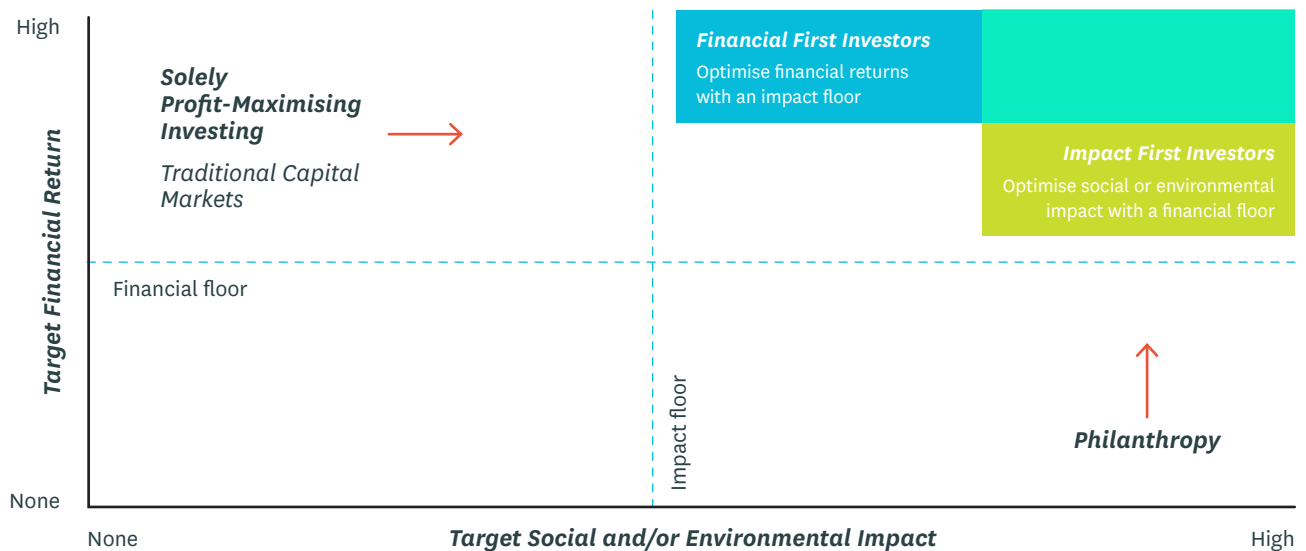 High
Target Financial Return
None
Solely
Profit-Maximising
Investing
Traditional Capital
Markets
Financial First Investors
Optimise financial returns
with an impact floor
Impact First Investors
Optimise social or environmental
impact with a financial floor
Financial floor
Impact floor
Philanthropy
None
Target Social and/or Environmental Impact
High